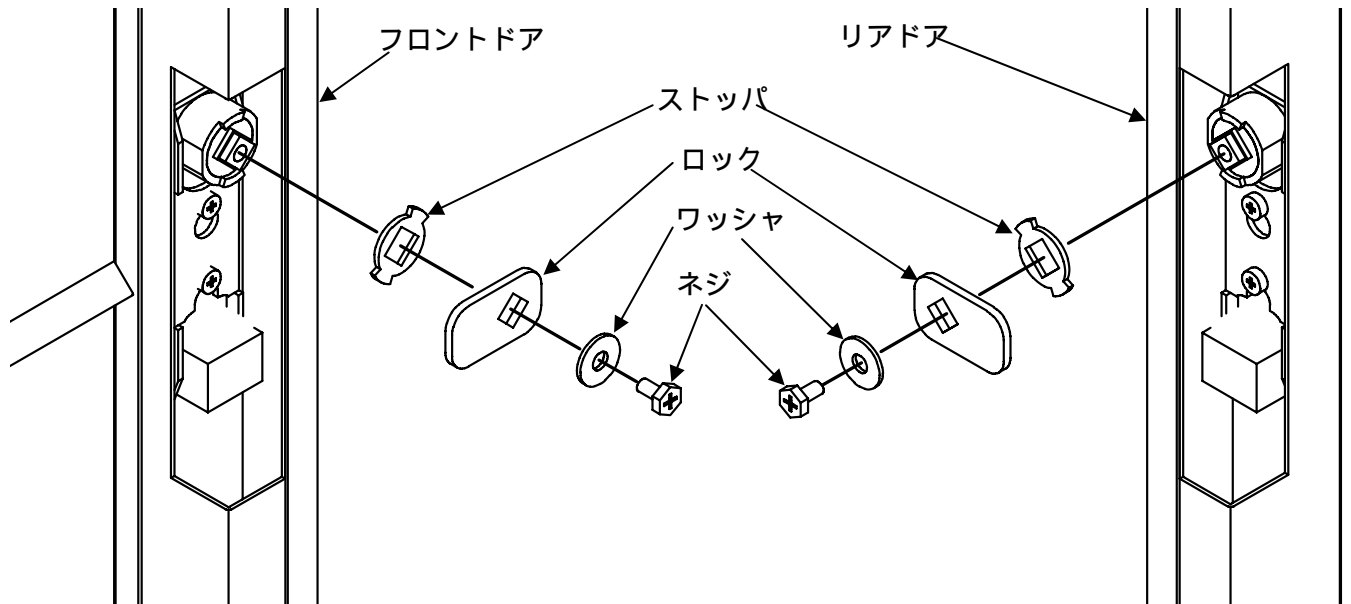 フロントドア
リアドア
ストッパ
ロック
ワッシャ
ネジ